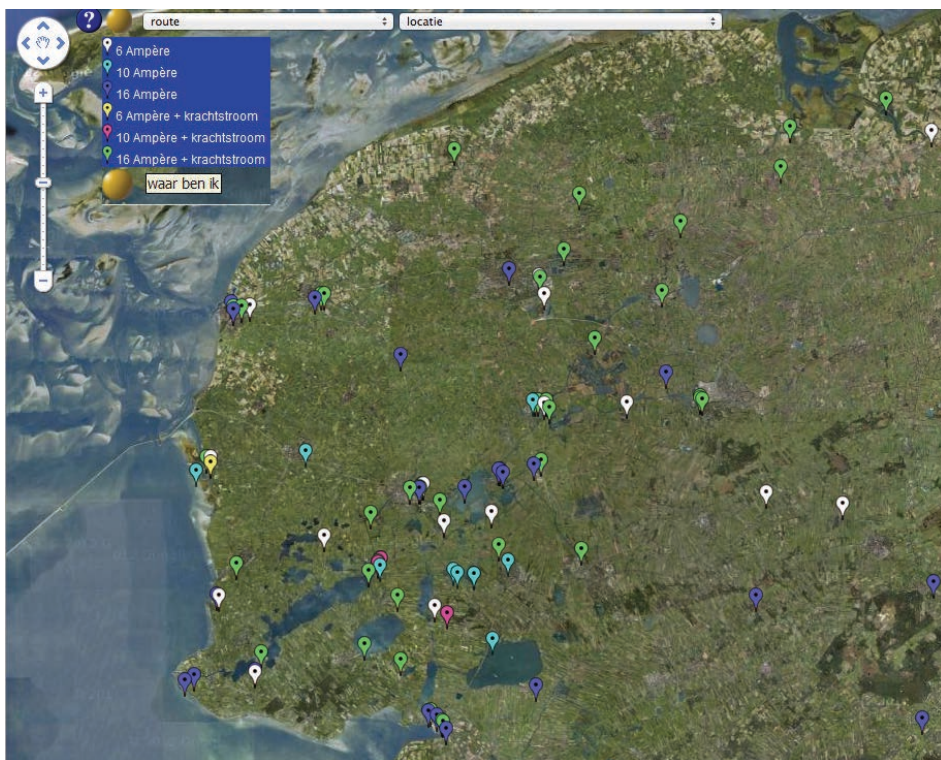 ?
route
locatie
6 Ampère
10 Ampère
16 Ampère
6 Ampère + krachtstroom
10 Ampère + krachtstroom
16 Ampère + krachtstroom
waar ben ik